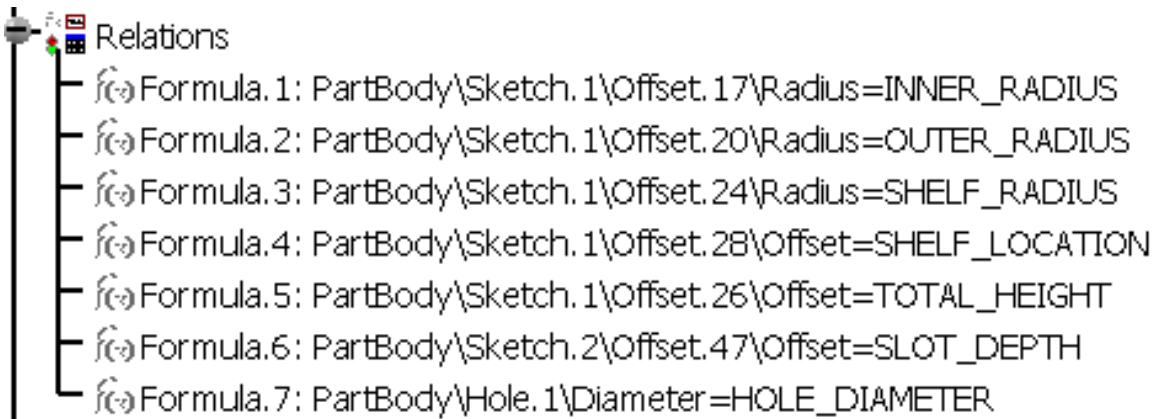 Relations
Formula.1: PartBody\Sketch.1\Offset.17\Radius=INNER_RADIUS
Formula.2: PartBody\Sketch.1\Offset.20\Radius=OUTER_RADIUS
Formula.3: PartBody\Sketch.1\Offset.24\Radius=SHELF_RADIUS
Formula.4: PartBody\Sketch.1\Offset.28\Offset=SHELF_LOCATION
Formula.5: PartBody\Sketch.1\Offset.26\Offset=TOTAL_HEIGHT
Formula.6: PartBody\Sketch.2\Offset.47\Offset=SLOT_DEPTH
Formula.7: PartBody\Hole.1\Diameter=HOLE_DIAMETER